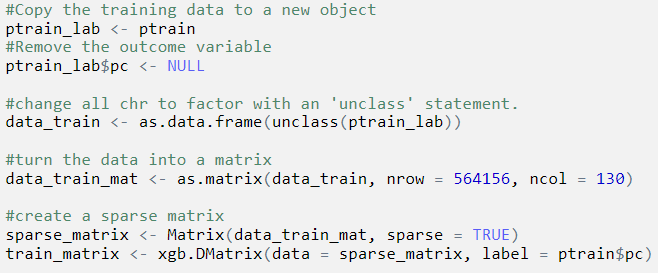 #Copy the training data to a new object
ptrain_lab <- ptrain
#Remove the outcome variable
ptrain_lab$pc <- NULL
#change all chr to factor with an 'unclass' statement.
data_train <- as.data.frame(unclass(ptrain_lab))
#turn the data into a matrix
data_train_mat <- as.matrix(data_train, nrow = 564156, ncol = 130)
#create a sparse matrix
sparse_matrix <- Matrix(data_train_mat, sparse = TRUE)
train_matrix <- xgb.DMatrix(data = sparse_matrix, label = ptrain$pc)